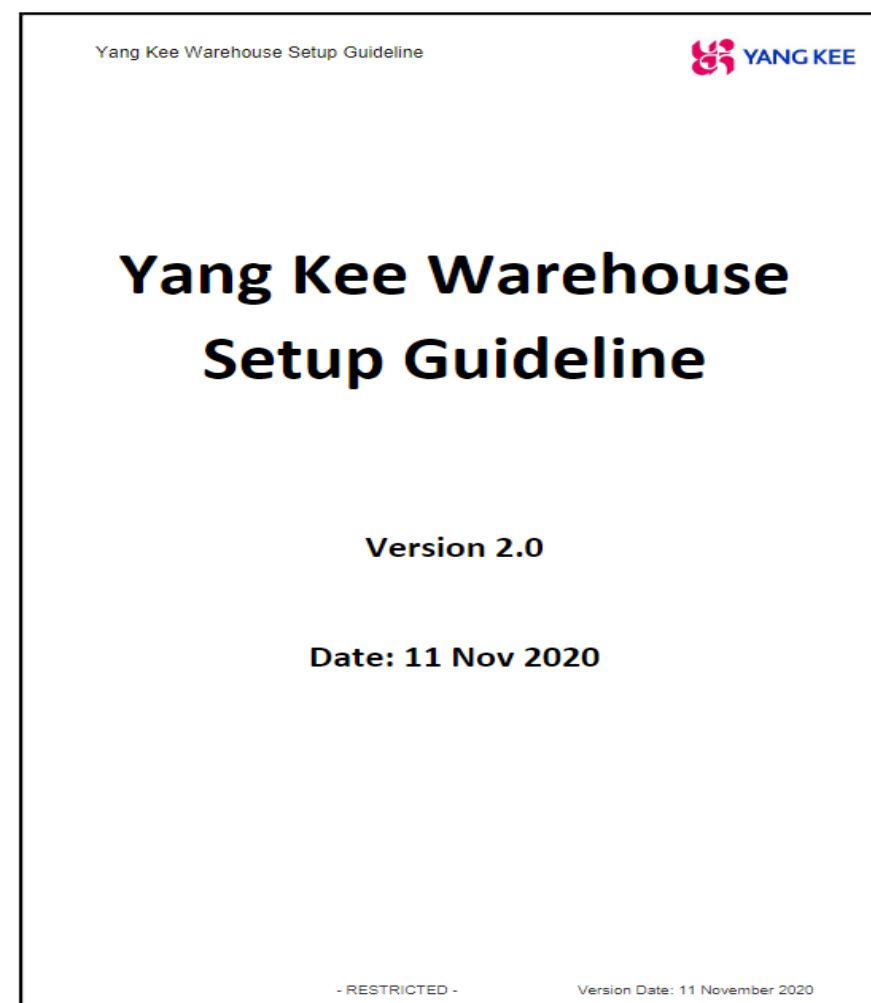 Yang Kee Warehouse Setup Guideline
YANG KEE
Yang Kee Warehouse
Setup Guideline
Version 2.0
Date: 11 Nov 2020
- RESTRICTED -
Version Date: 11 November 2020